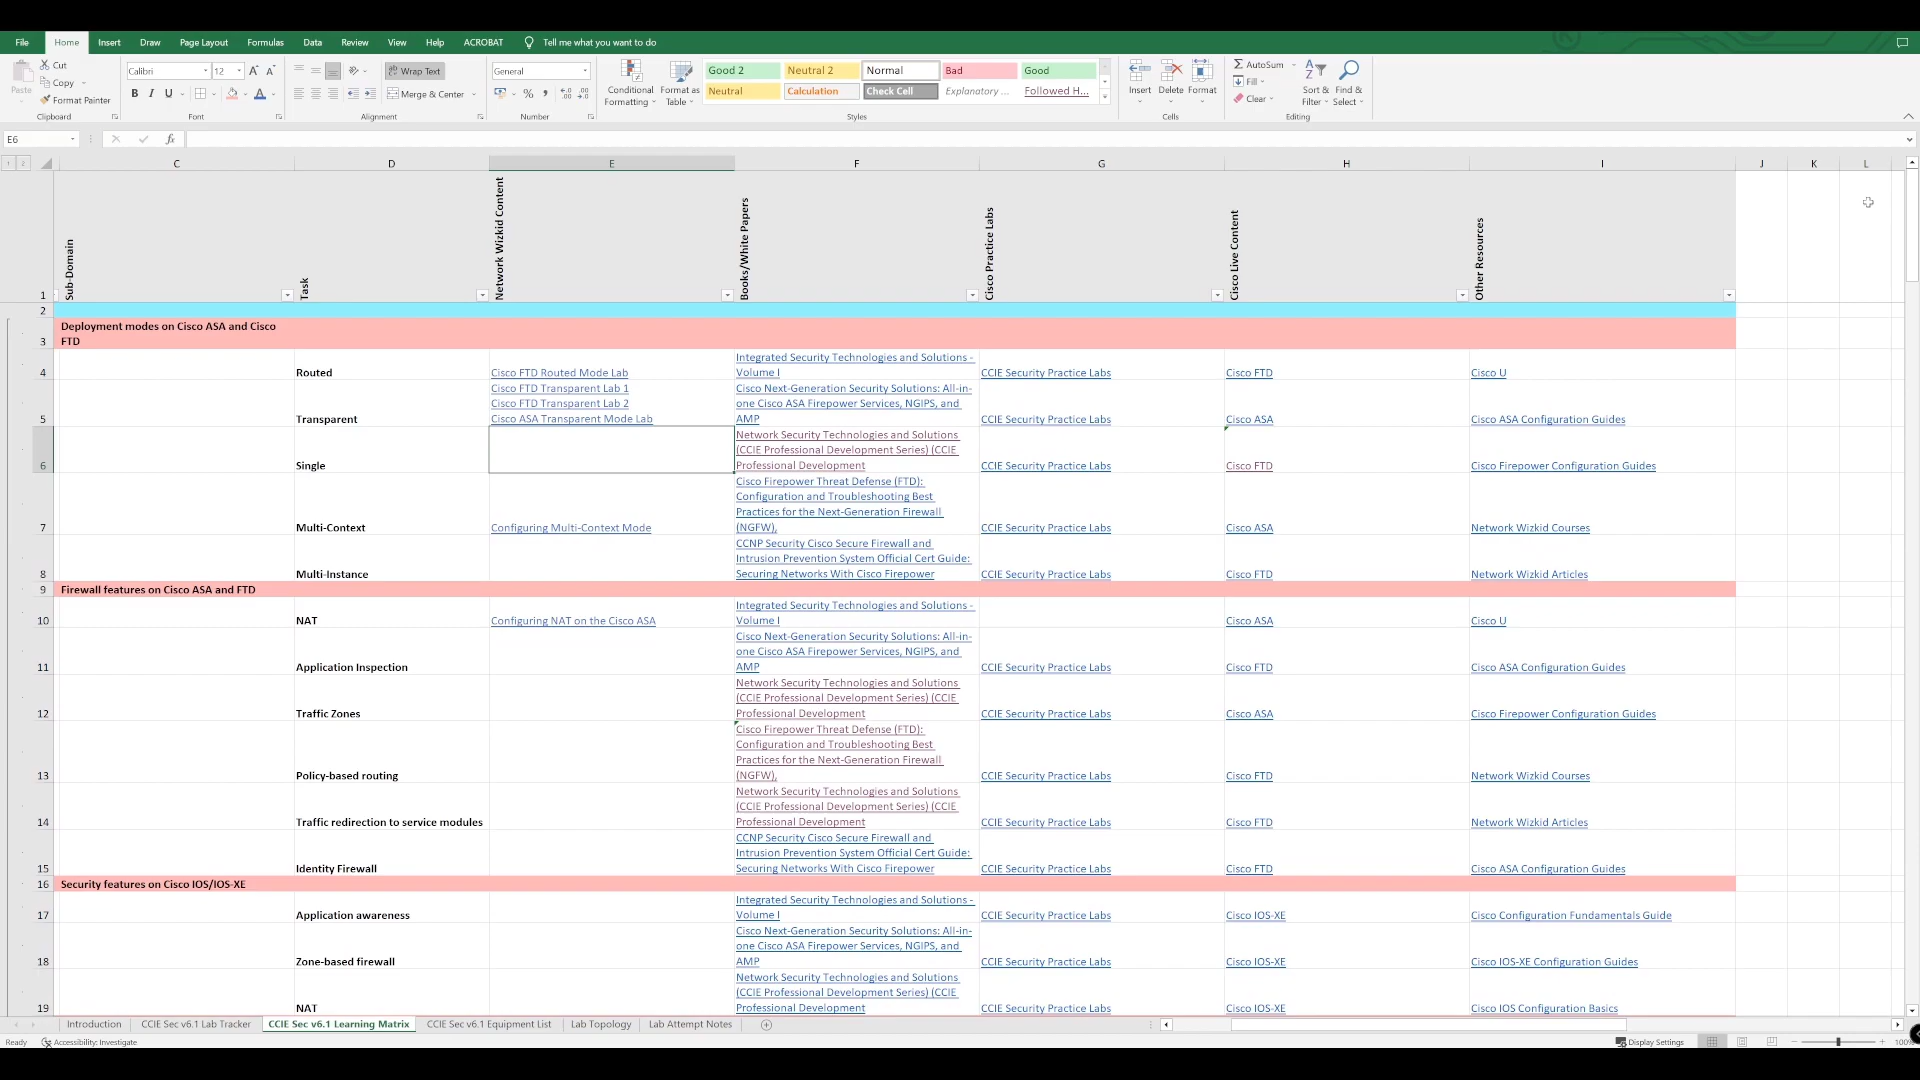 File Home Insert Draw Page Layout Formulas Data Review View Help ACROBAT Tell me what you want to do
Paste
Cut
Copy
Format Painter
Clipboard
Calibri 12
B I U
Font
Wrap Text
Merge & Center
Alignment
General
Number
Conditional Formatting
Format as Table
Good 2 Neutral 2 Normal Bad Good
Neutral Calculation Check Cell Explanatory ... Followed H...
Styles
Insert Delete Format
Cells
AutoSum
Fill
Clear
Sort & Filter
Find & Select
Editing
E6 fx
1 2 C D E F G H I J K L
1 Sub-Domain Task Network Wizkid Content Books/White Papers Cisco Practice Labs Cisco Live Content Other Resources
2
3 Deployment modes on Cisco ASA and Cisco
FTD
4 Routed Cisco FTD Routed Mode Lab Integrated Security Technologies and Solutions -
Volume I CCIE Security Practice Labs Cisco FTD Cisco U
5 Transparent Cisco FTD Transparent Lab 1
Cisco FTD Transparent Lab 2
Cisco ASA Transparent Mode Lab Cisco Next-Generation Security Solutions: All-in-
one Cisco ASA Firepower Services, NGIPS, and
AMP CCIE Security Practice Labs Cisco ASA Cisco ASA Configuration Guides
6 Single Network Security Technologies and Solutions
(CCIE Professional Development Series) (CCIE
Professional Development CCIE Security Practice Labs Cisco FTD Cisco Firepower Configuration Guides
7 Multi-Context Configuring Multi-Context Mode Cisco Firepower Threat Defense (FTD):
Configuration and Troubleshooting Best
Practices for the Next-Generation Firewall
(NGFW), CCIE Security Practice Labs Cisco ASA Network Wizkid Courses
8 Multi-Instance CCNP Security Cisco Secure Firewall and
Intrusion Prevention System Official Cert Guide:
Securing Networks With Cisco Firepower CCIE Security Practice Labs Cisco FTD Network Wizkid Articles
9 Firewall features on Cisco ASA and FTD
10 NAT Configuring NAT on the Cisco ASA Integrated Security Technologies and Solutions -
Volume I Cisco ASA Cisco U
11 Application Inspection Cisco Next-Generation Security Solutions: All-in-
one Cisco ASA Firepower Services, NGIPS, and
AMP CCIE Security Practice Labs Cisco FTD Cisco ASA Configuration Guides
12 Traffic Zones Network Security Technologies and Solutions
(CCIE Professional Development Series) (CCIE
Professional Development CCIE Security Practice Labs Cisco ASA Cisco Firepower Configuration Guides
13 Policy-based routing Cisco Firepower Threat Defense (FTD):
Configuration and Troubleshooting Best
Practices for the Next-Generation Firewall
(NGFW), CCIE Security Practice Labs Cisco FTD Network Wizkid Courses
14 Traffic redirection to service modules Network Security Technologies and Solutions
(CCIE Professional Development Series) (CCIE
Professional Development CCIE Security Practice Labs Cisco FTD Network Wizkid Articles
15 Identity Firewall CCNP Security Cisco Secure Firewall and
Intrusion Prevention System Official Cert Guide:
Securing Networks With Cisco Firepower CCIE Security Practice Labs Cisco FTD Cisco ASA Configuration Guides
16 Security features on Cisco IOS/IOS-XE
17 Application awareness Integrated Security Technologies and Solutions -
Volume I CCIE Security Practice Labs Cisco IOS-XE Cisco Configuration Fundamentals Guide
18 Zone-based firewall Cisco Next-Generation Security Solutions: All-in-
one Cisco ASA Firepower Services, NGIPS, and
AMP CCIE Security Practice Labs Cisco IOS-XE Cisco IOS-XE Configuration Guides
19 NAT Network Security Technologies and Solutions
(CCIE Professional Development Series) (CCIE
Professional Development CCIE Security Practice Labs Cisco IOS-XE Cisco IOS Configuration Basics
Introduction CCIE Sec v6.1 Lab Tracker CCIE Sec v6.1 Learning Matrix CCIE Sec v6.1 Equipment List Lab Topology Lab Attempt Notes
Ready Accessibility: Investigate Display Settings 100%